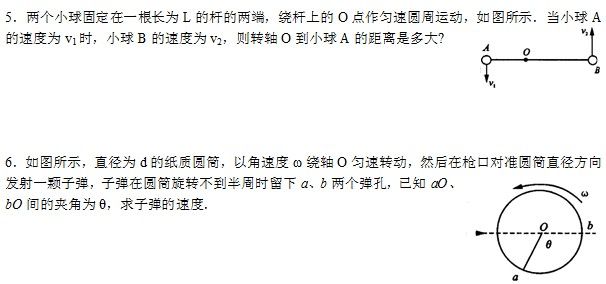 5．两个小球固定在一根长为 L 的杆的两端，绕杆上的 O 点作匀速圆周运动，如图所示．当小球 A
的速度为 v₁ 时，小球 B 的速度为 v₂，则转轴 O 到小球 A 的距离是多大？
v₂
A
O
B
v₁
6．如图所示，直径为 d 的纸质圆筒，以角速度 ω 绕轴 O 匀速转动，然后在枪口对准圆筒直径方向
发射一颗子弹，子弹在圆筒旋转不到半周时留下 a、b 两个弹孔，已知 aO、
bO 间的夹角为 θ，求子弹的速度．
ω
O
b
θ
a